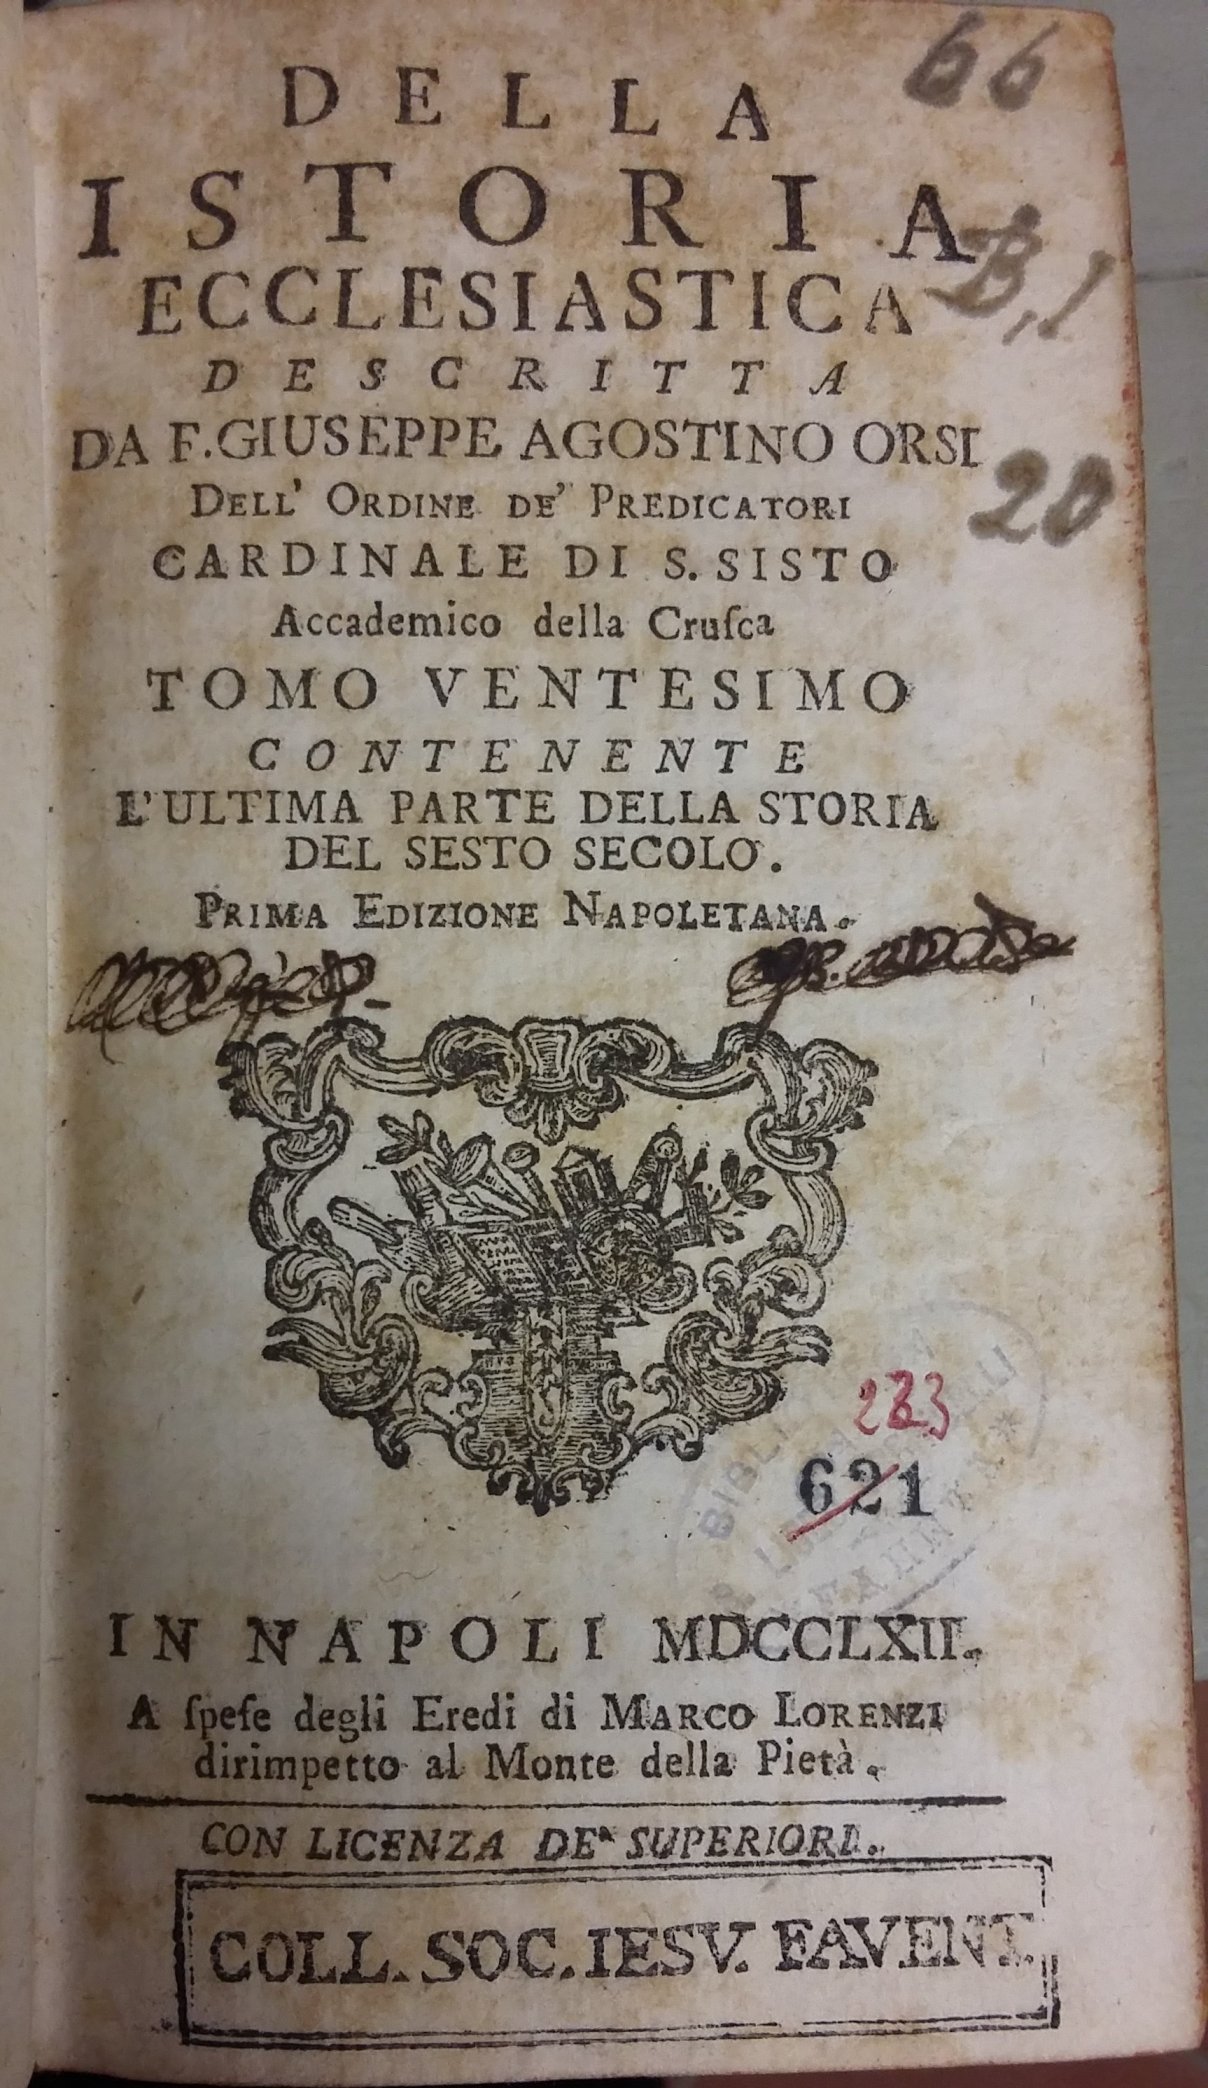 66
DELLA
ISTORIA
ECCLESIASTICA
B,1
DESCRITTA
DA F. GIUSEPPE AGOSTINO ORSI
20
DELL' ORDINE DE' PREDICATORI
CARDINALE DI S. SISTO
Accademico della Cruſca
TOMO VENTESIMO
CONTENENTE
L'ULTIMA PARTE DELLA STORIA
DEL SESTO SECOLO.
PRIMA EDIZIONE NAPOLETANA.
223
621
IN NAPOLI MDCCLXII.
A ſpeſe degli Eredi di MARCO LORENZI
dirimpetto al Monte della Pietà.
CON LICENZA DE' SUPERIORI.
COLL. SOC. IESV. FAVENT.